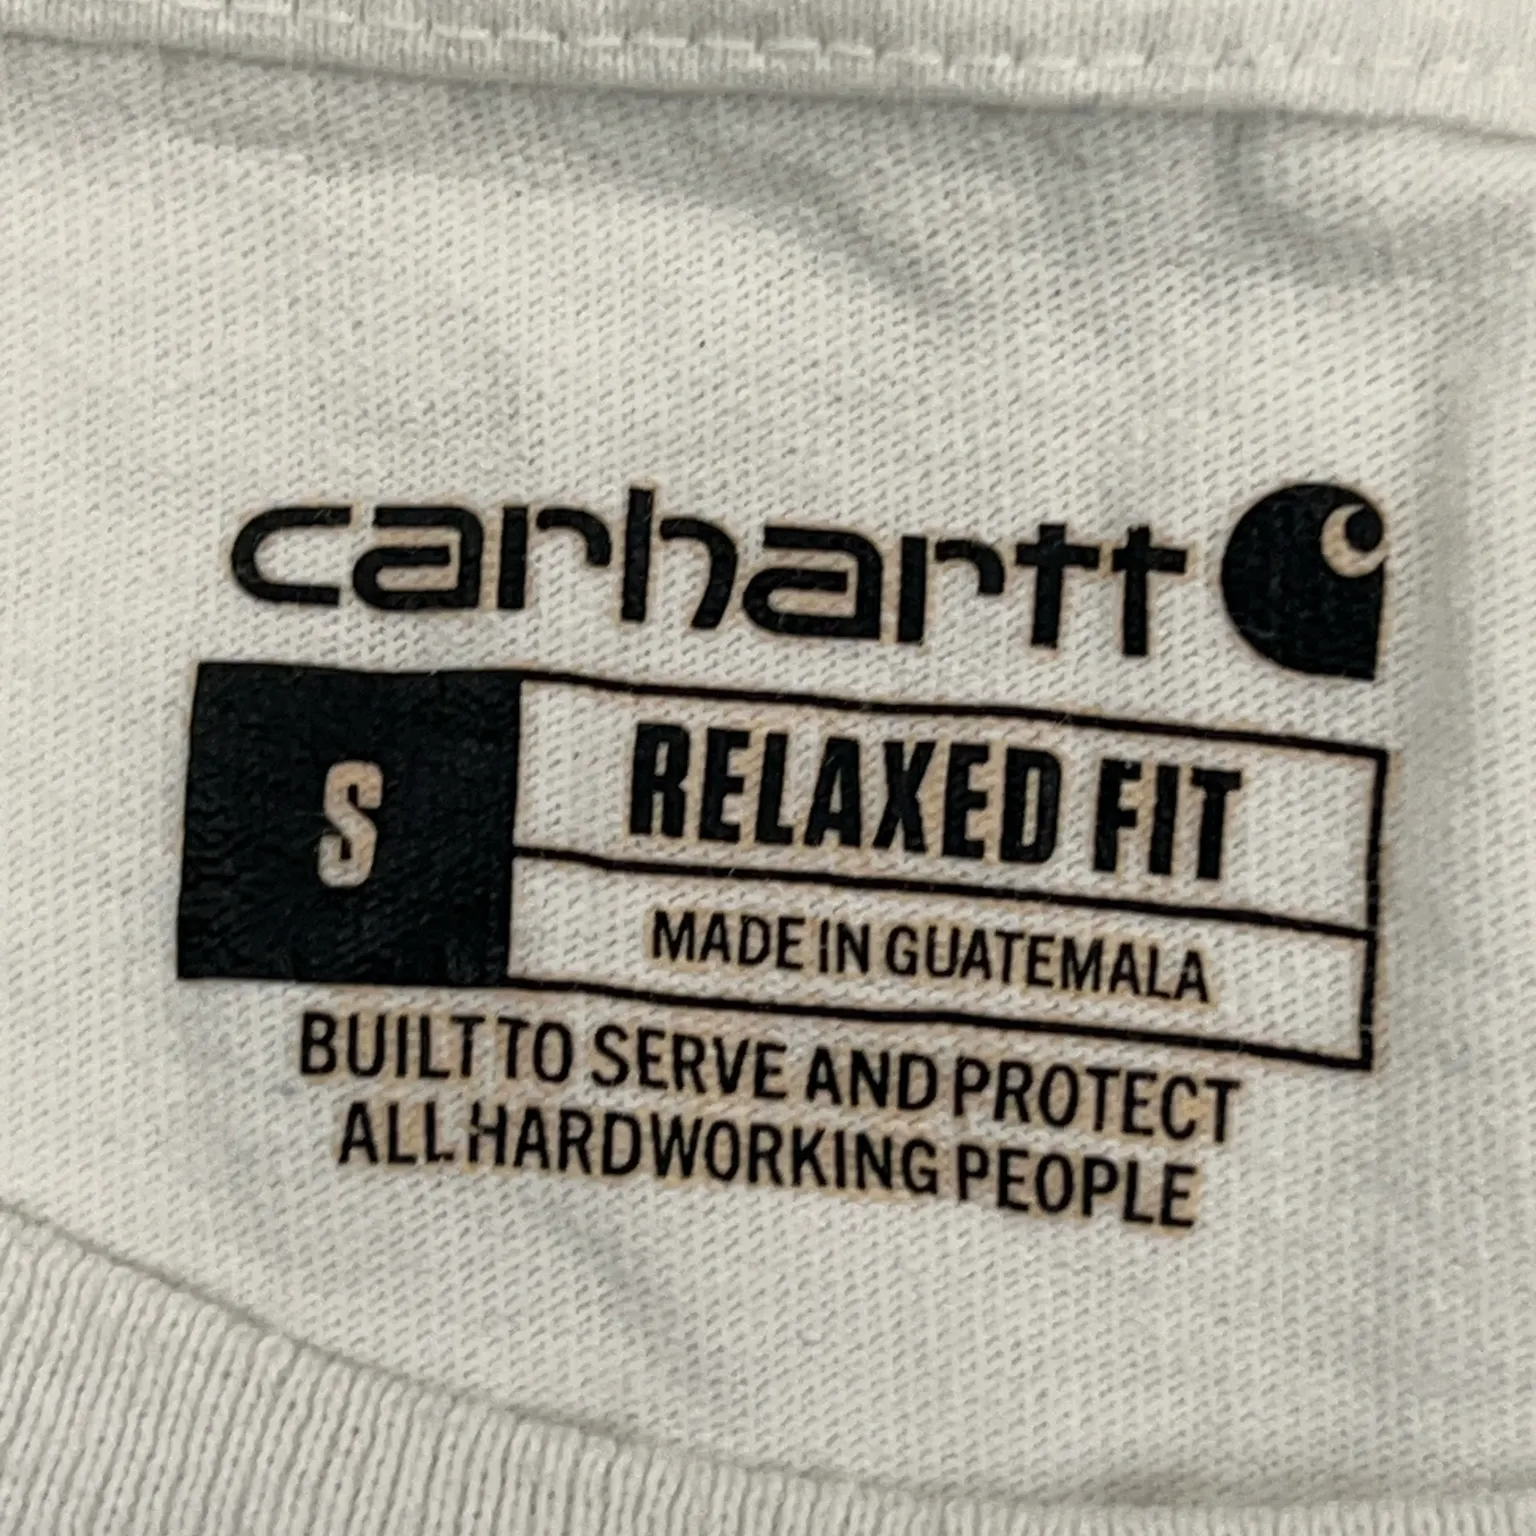 carhartt
S
RELAXED FIT
MADE IN GUATEMALA
BUILT TO SERVE AND PROTECT
ALL HARDWORKING PEOPLE